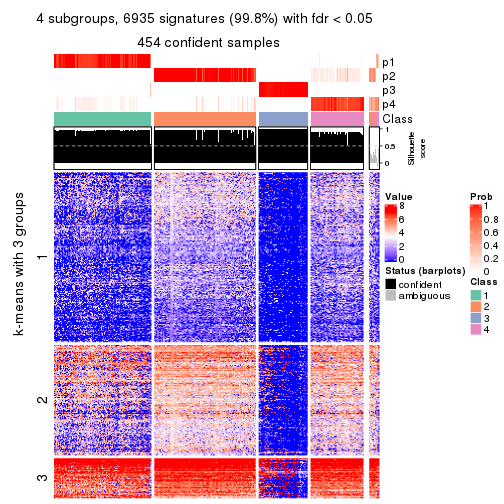 4 subgroups, 6935 signatures (99.8%) with fdr < 0.05
454 confident samples
p1
p2
p3
p4
Class
1
0.5
0
Silhouette
score
k-means with 3 groups
1
2
3
Value
8
6
4
2
0
Status (barplots)
confident
ambiguous
Prob
1
0.8
0.6
0.4
0.2
0
Class
1
2
3
4